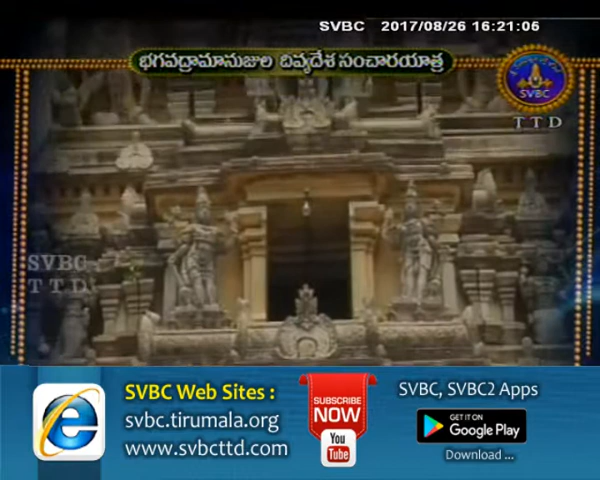 SVBC 2017/08/26 16:21:05
భగవద్రామానుజుల దివ్యదేశ సంచారయాత్ర
SVBC
TTD
SVBC
TTD
SVBC Web Sites :
svbc.tirumala.org
www.svbcttd.com
SUBSCRIBE
NOW
You
Tube
SVBC, SVBC2 Apps
GET IT ON
Google Play
Download ...